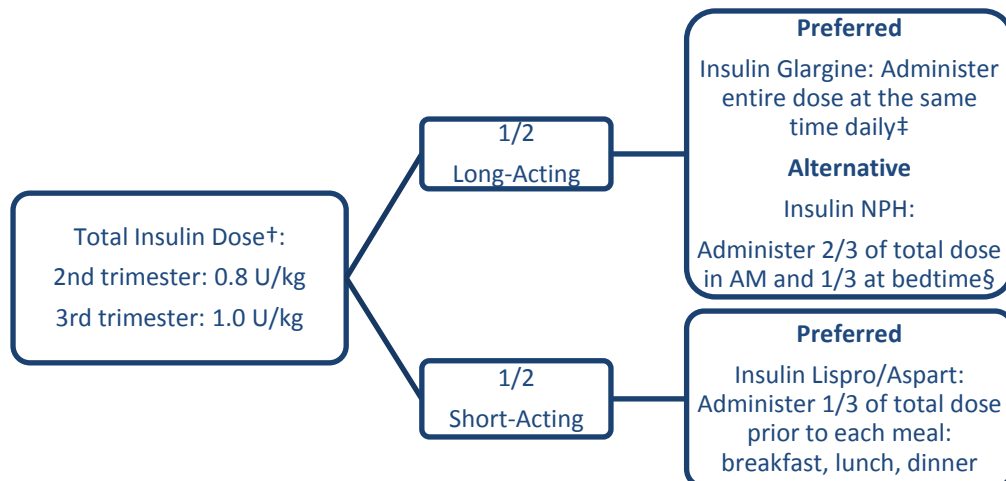 Total Insulin Dose†:
2nd trimester: 0.8 U/kg
3rd trimester: 1.0 U/kg
1/2
Long-Acting
Preferred
Insulin Glargine: Administer
entire dose at the same
time daily‡
Alternative
Insulin NPH:
Administer 2/3 of total dose
in AM and 1/3 at bedtime§
1/2
Short-Acting
Preferred
Insulin Lispro/Aspart:
Administer 1/3 of total dose
prior to each meal:
breakfast, lunch, dinner